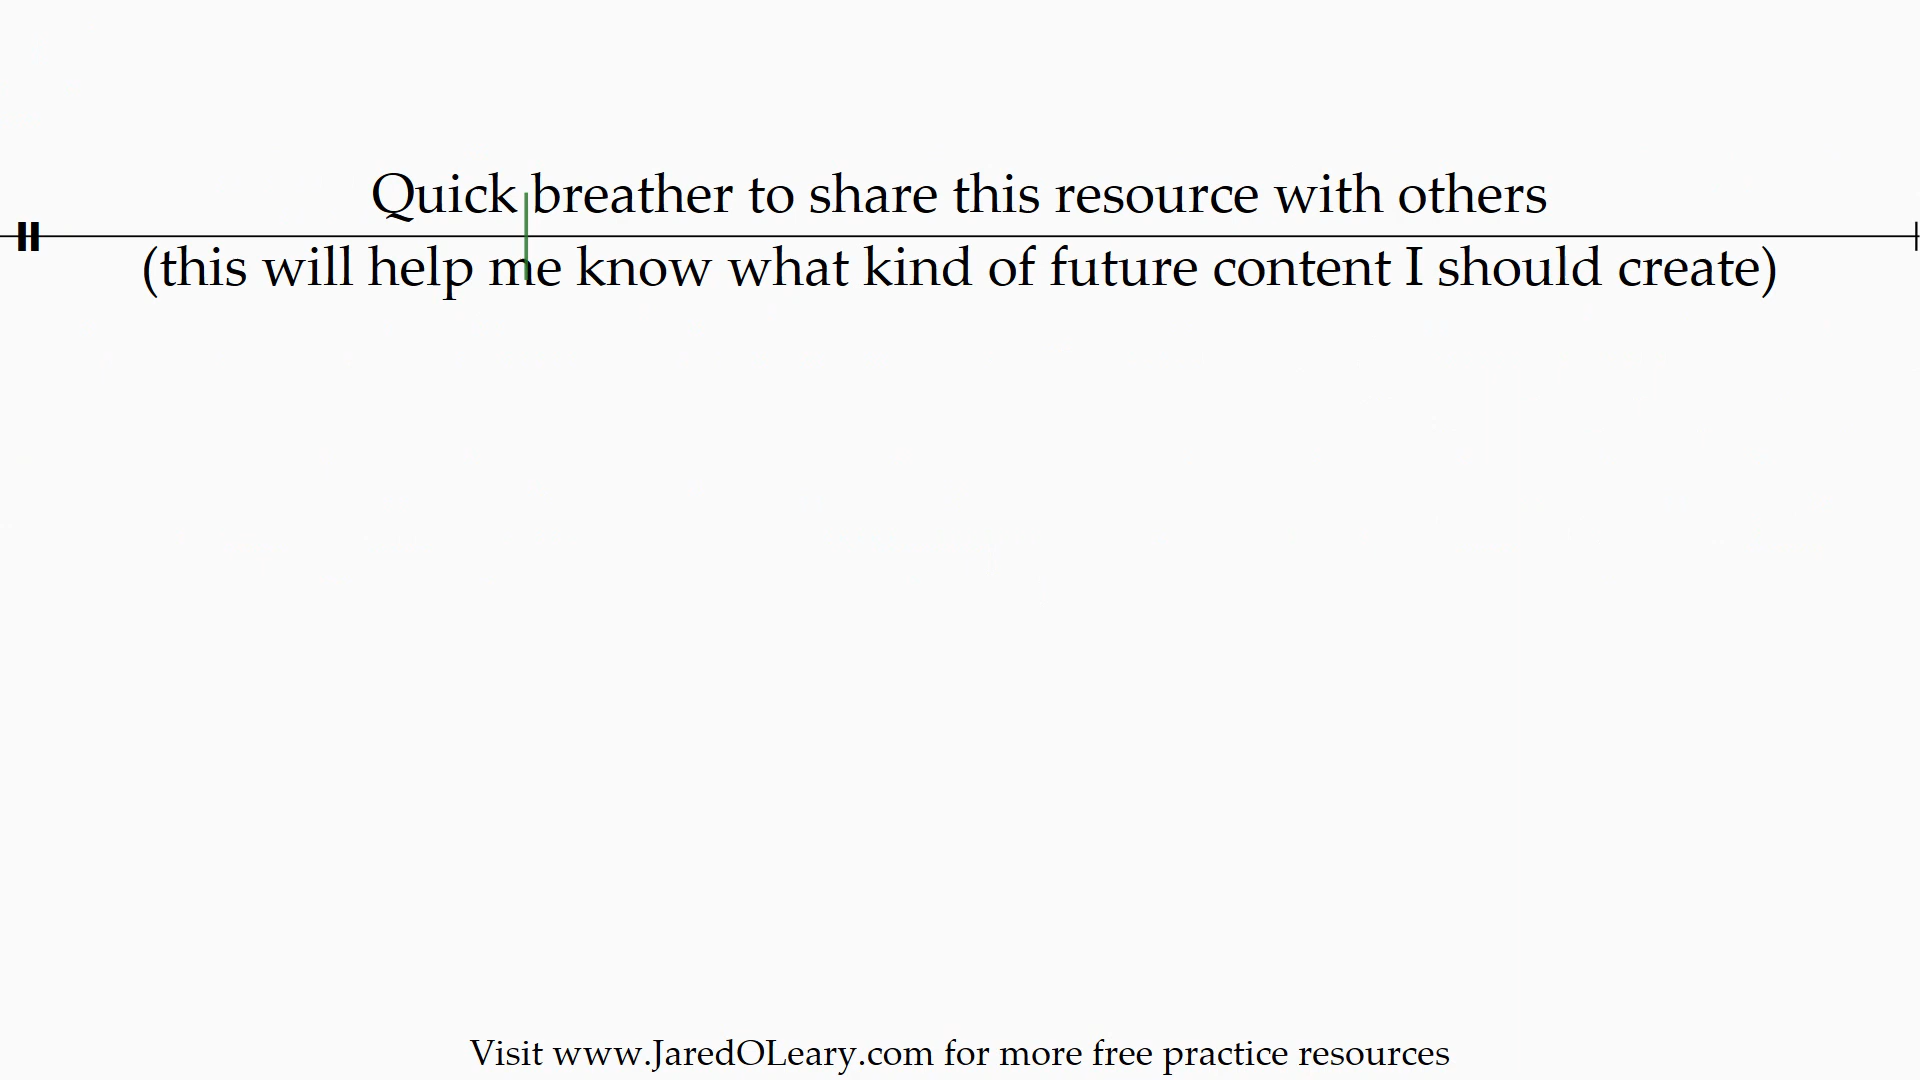 Quick breather to share this resource with others
(this will help me know what kind of future content I should create)
Visit www.JaredOLeary.com for more free practice resources